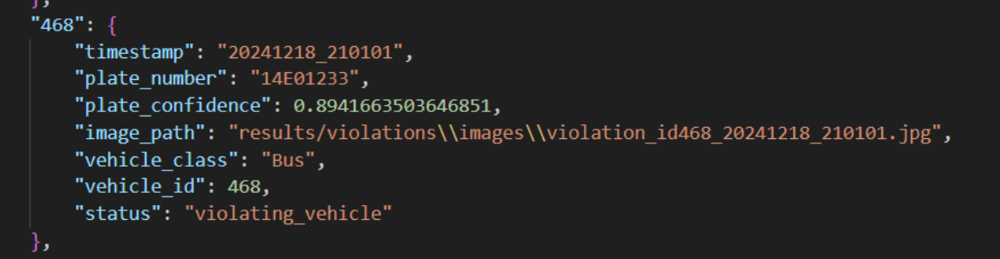 },
"468": {
"timestamp": "20241218_210101",
"plate_number": "14E01233",
"plate_confidence": 0.8941663503646851,
"image_path": "results/violations\\images\\violation_id468_20241218_210101.jpg",
"vehicle_class": "Bus",
"vehicle_id": 468,
"status": "violating_vehicle"
},